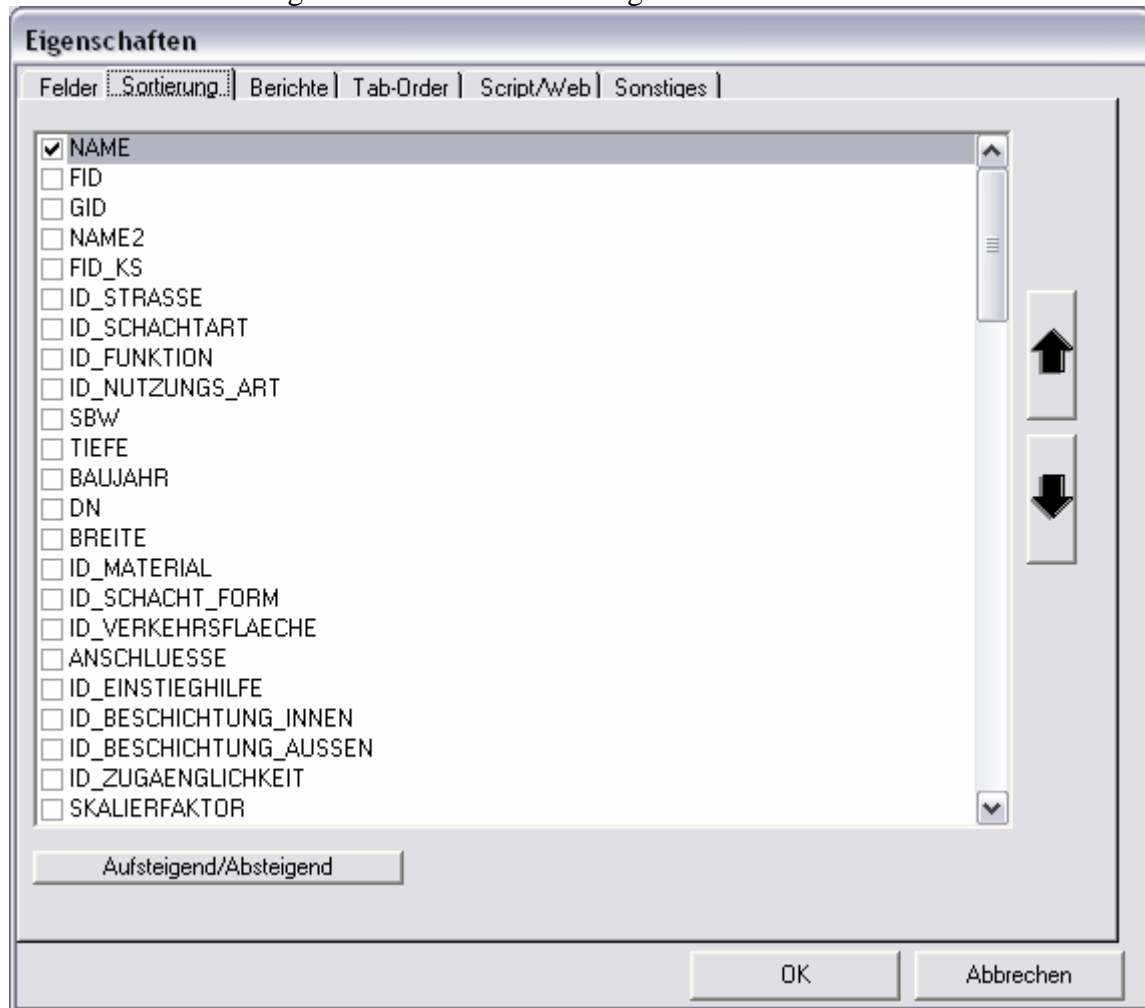 Eigenschaften
Felder Sortierung Berichte Tab-Order Script/Web Sonstiges
NAME
FID
GID
NAME2
FID_KS
ID_STRASSE
ID_SCHACHTART
ID_FUNKTION
ID_NUTZUNGS_ART
SBW
TIEFE
BAUJAHR
DN
BREITE
ID_MATERIAL
ID_SCHACHT_FORM
ID_VERKEHRSFLAECHE
ANSCHLUESSE
ID_EINSTIEGHILFE
ID_BESCHICHTUNG_INNEN
ID_BESCHICHTUNG_AUSSEN
ID_ZUGAENGLICHKEIT
SKALIERFAKTOR
Aufsteigend/Absteigend
OK Abbrechen